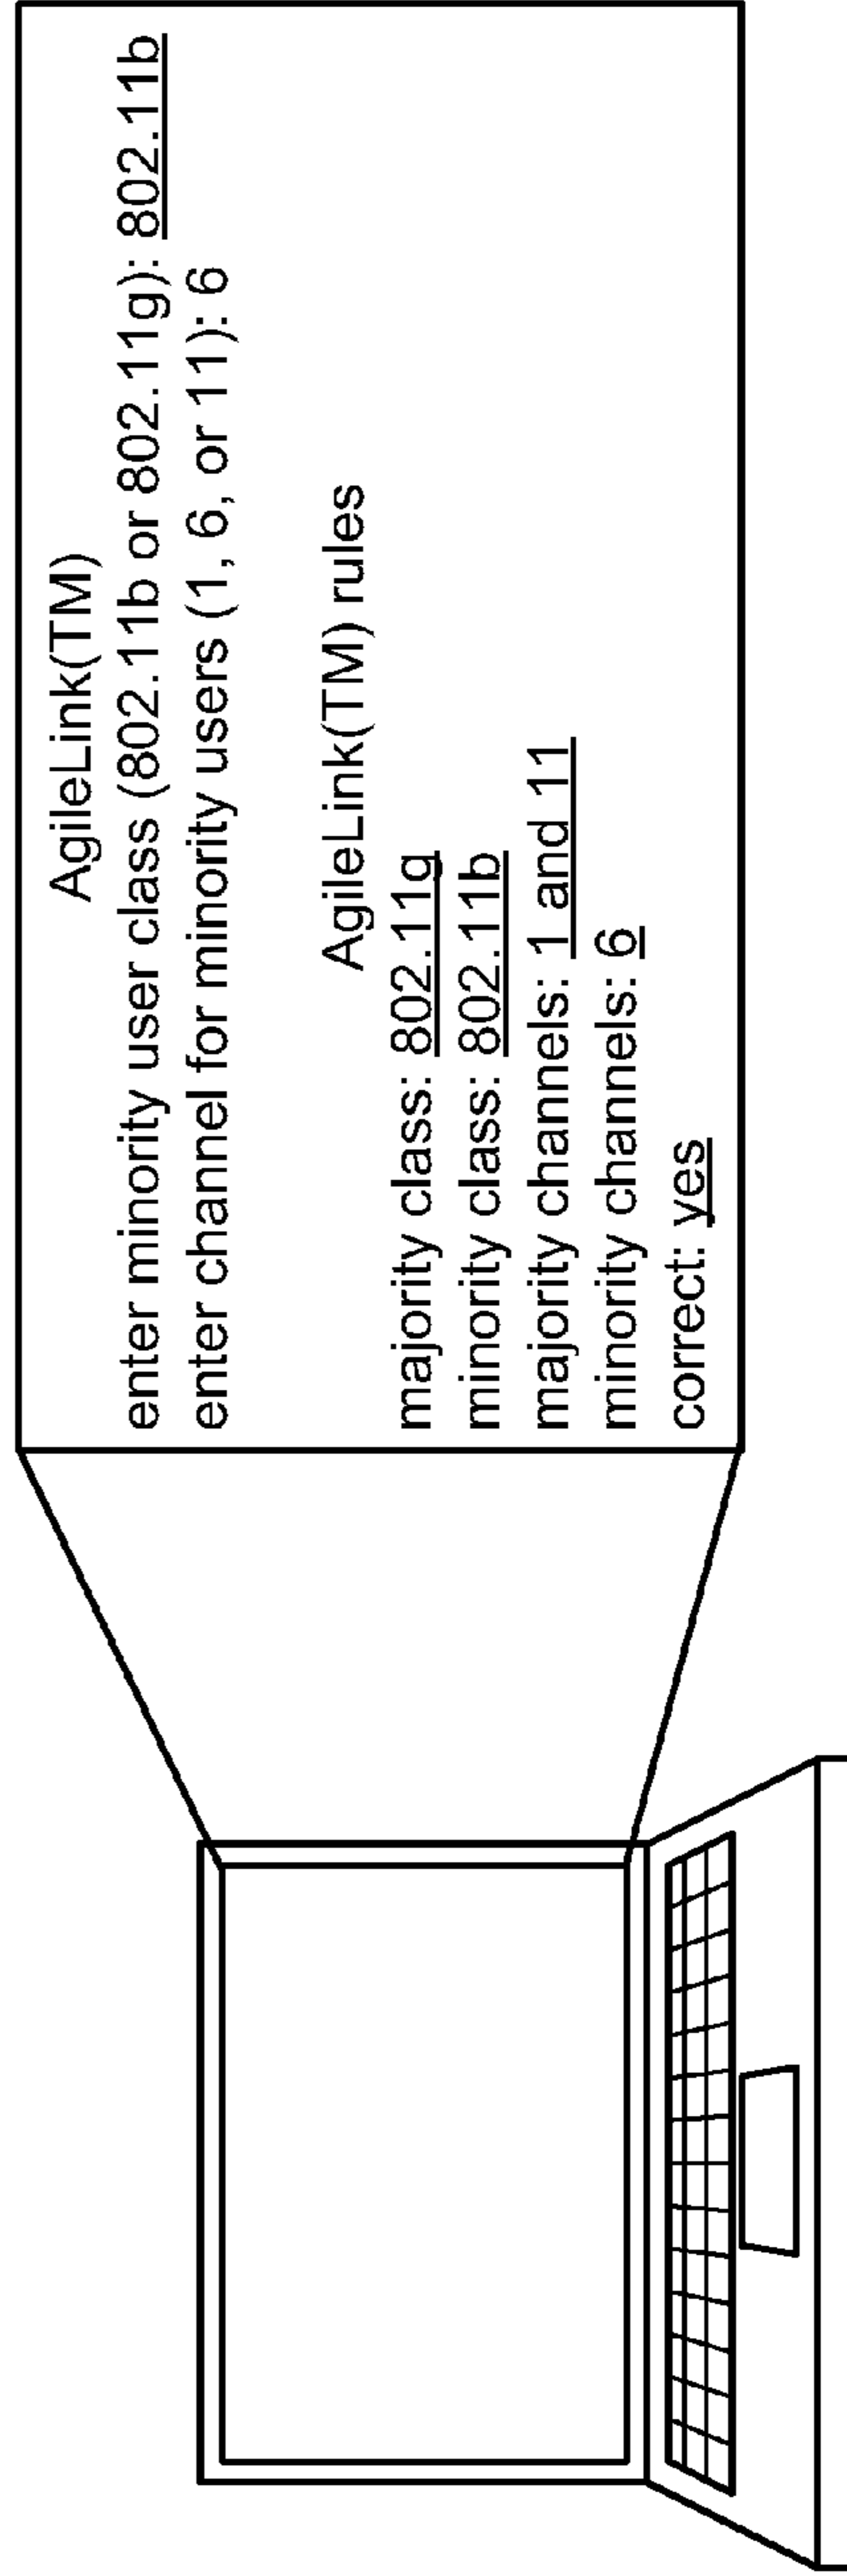 AgileLink(TM)
enter minority user class (802.11b or 802.11g): 802.11b
enter channel for minority users (1, 6, or 11): 6
AgileLink(TM) rules
majority class: 802.11g
minority class: 802.11b
majority channels: 1 and 11
minority channels: 6
correct: yes